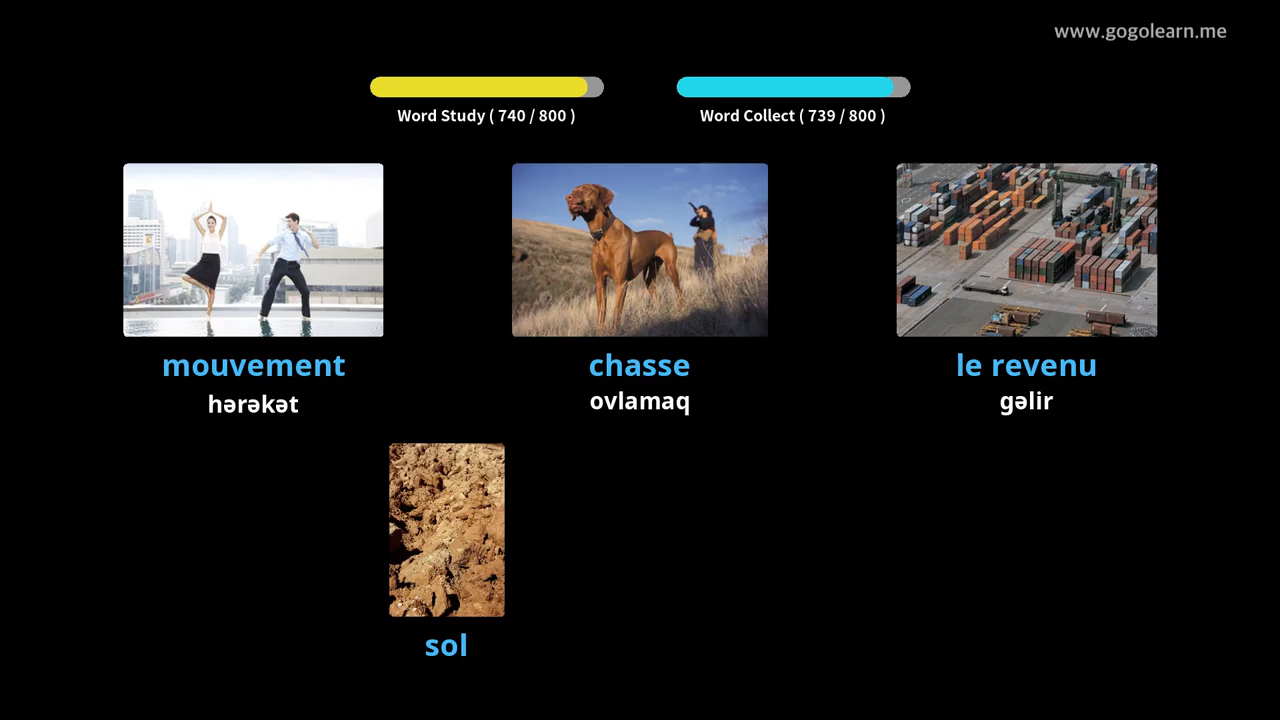 www.gogolearn.me
Word Study ( 740 / 800 )
Word Collect ( 739 / 800 )
mouvement
hərəkət
chasse
ovlamaq
le revenu
gəlir
sol